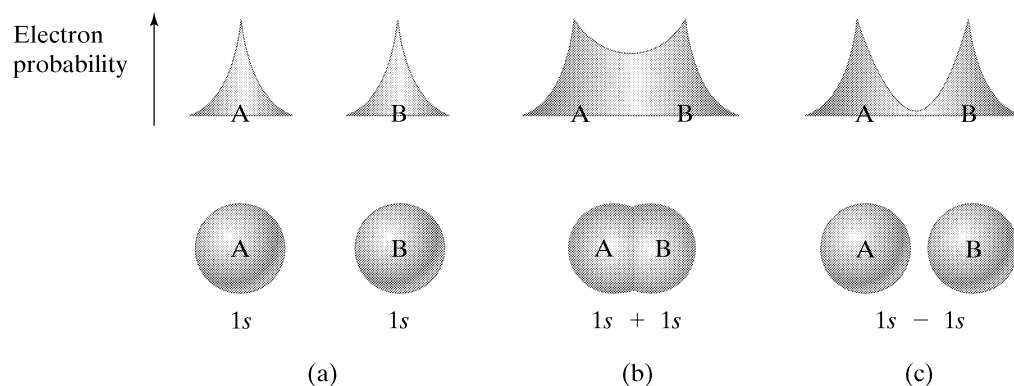 Electron
probability
A B A B A B
A B A B A B
1s 1s 1s + 1s 1s − 1s
(a) (b) (c)